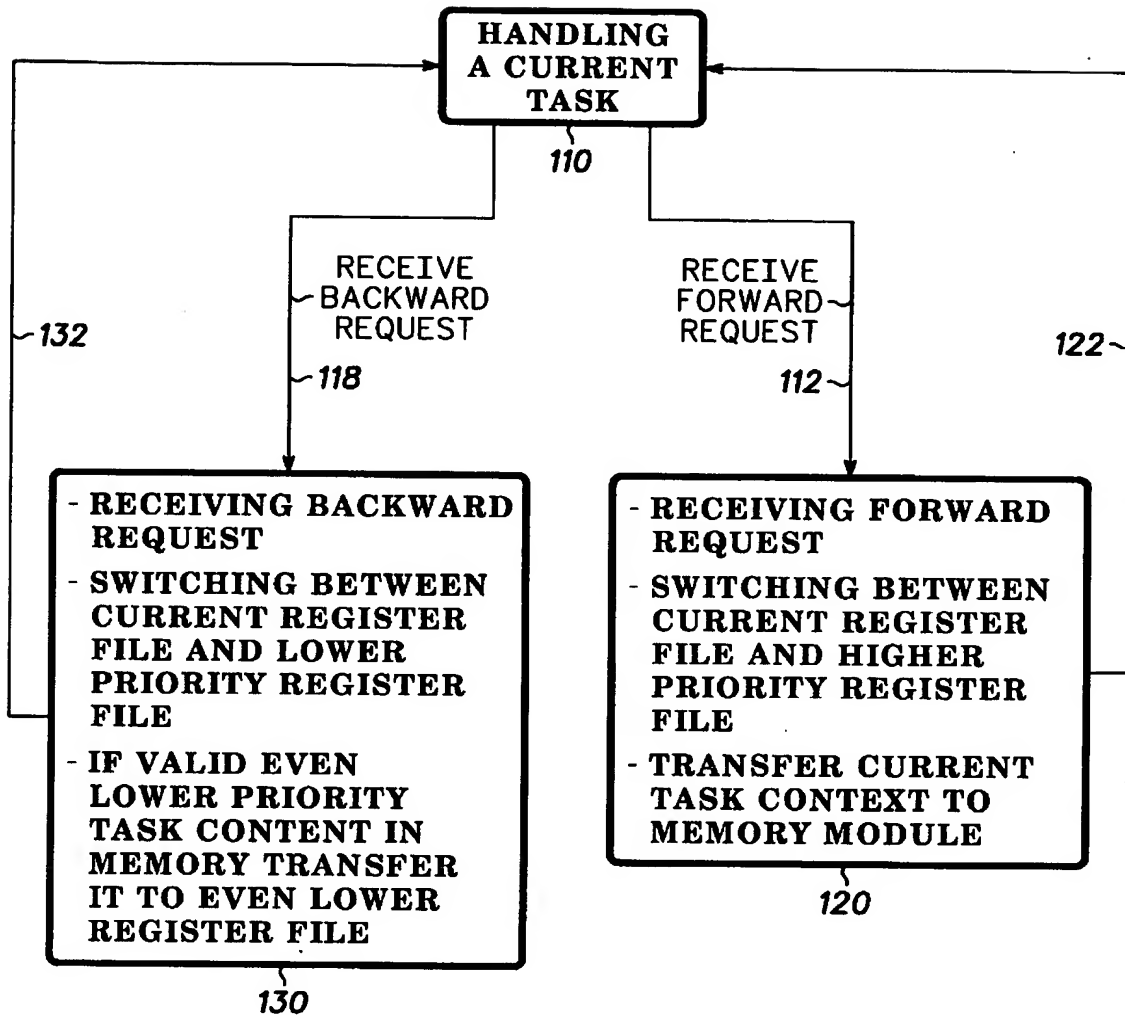 HANDLING
A CURRENT
TASK
110
RECEIVE
BACKWARD
REQUEST
118
132
RECEIVE
FORWARD
REQUEST
112
122
- RECEIVING BACKWARD
REQUEST
- SWITCHING BETWEEN
CURRENT REGISTER
FILE AND LOWER
PRIORITY REGISTER
FILE
- IF VALID EVEN
LOWER PRIORITY
TASK CONTENT IN
MEMORY TRANSFER
IT TO EVEN LOWER
REGISTER FILE
130
- RECEIVING FORWARD
REQUEST
- SWITCHING BETWEEN
CURRENT REGISTER
FILE AND HIGHER
PRIORITY REGISTER
FILE
- TRANSFER CURRENT
TASK CONTEXT TO
MEMORY MODULE
120